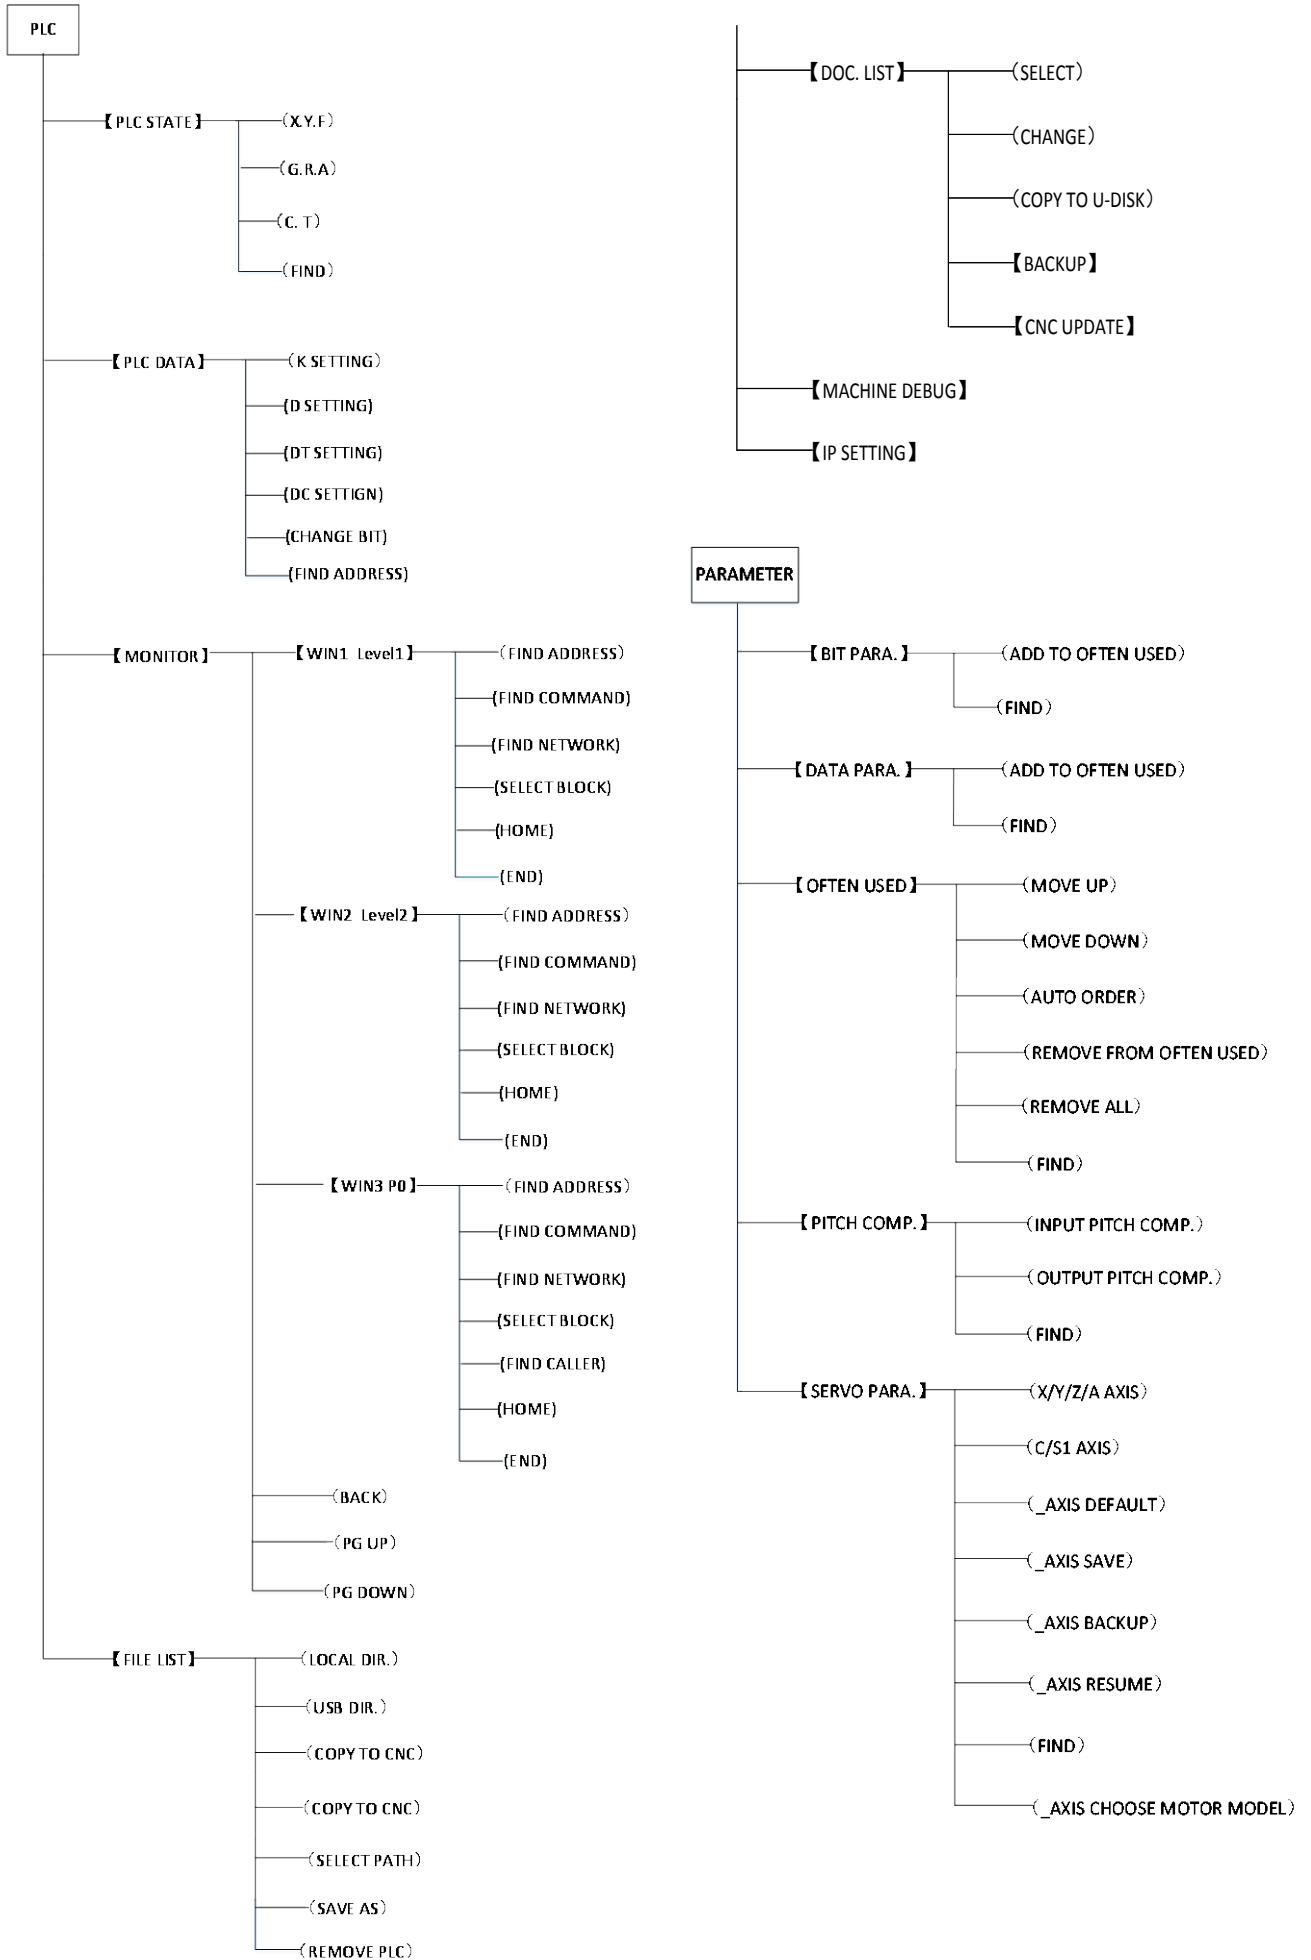 PLC
【PLC STATE】
(X.Y.F)
(G.R.A)
(C. T)
(FIND)
【PLC DATA】
(K SETTING)
(D SETTING)
(DT SETTING)
(DC SETTIGN)
(CHANGE BIT)
(FIND ADDRESS)
【MONITOR】
【WIN1 Level1】
(FIND ADDRESS)
(FIND COMMAND)
(FIND NETWORK)
(SELECT BLOCK)
(HOME)
(END)
【WIN2 Level2】
(FIND ADDRESS)
(FIND COMMAND)
(FIND NETWORK)
(SELECT BLOCK)
(HOME)
(END)
【WIN3 P0】
(FIND ADDRESS)
(FIND COMMAND)
(FIND NETWORK)
(SELECT BLOCK)
(FIND CALLER)
(HOME)
(END)
(BACK)
(PG UP)
(PG DOWN)
【FILE LIST】
(LOCAL DIR.)
(USB DIR.)
(COPY TO CNC)
(COPY TO CNC)
(SELECT PATH)
(SAVE AS)
(REMOVE PLC)
【DOC. LIST】
(SELECT)
(CHANGE)
(COPY TO U-DISK)
【BACKUP】
【CNC UPDATE】
【MACHINE DEBUG】
【IP SETTING】
PARAMETER
【BIT PARA.】
(ADD TO OFTEN USED)
(FIND)
【DATA PARA.】
(ADD TO OFTEN USED)
(FIND)
【OFTEN USED】
(MOVE UP)
(MOVE DOWN)
(AUTO ORDER)
(REMOVE FROM OFTEN USED)
(REMOVE ALL)
(FIND)
【PITCH COMP.】
(INPUT PITCH COMP.)
(OUTPUT PITCH COMP.)
(FIND)
【SERVO PARA.】
(X/Y/Z/A AXIS)
(C/S1 AXIS)
(_AXIS DEFAULT)
(_AXIS SAVE)
(_AXIS BACKUP)
(_AXIS RESUME)
(FIND)
(_AXIS CHOOSE MOTOR MODEL)